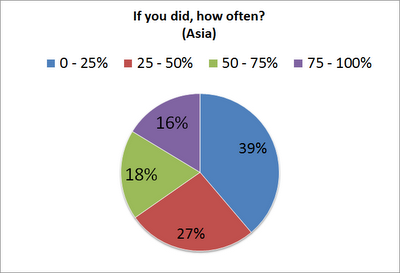 If you did, how often?
(Asia)
0 - 25% 25 - 50% 50 - 75% 75 - 100%
16%
39%
18%
27%